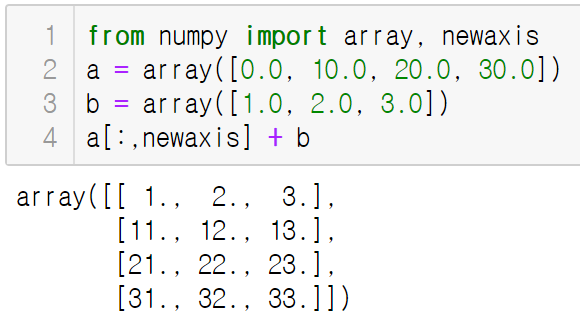 1 from numpy import array, newaxis
2 a = array([0.0, 10.0, 20.0, 30.0])
3 b = array([1.0, 2.0, 3.0])
4 a[:,newaxis] + b
array([[ 1.,  2.,  3.],
       [11., 12., 13.],
       [21., 22., 23.],
       [31., 32., 33.]])